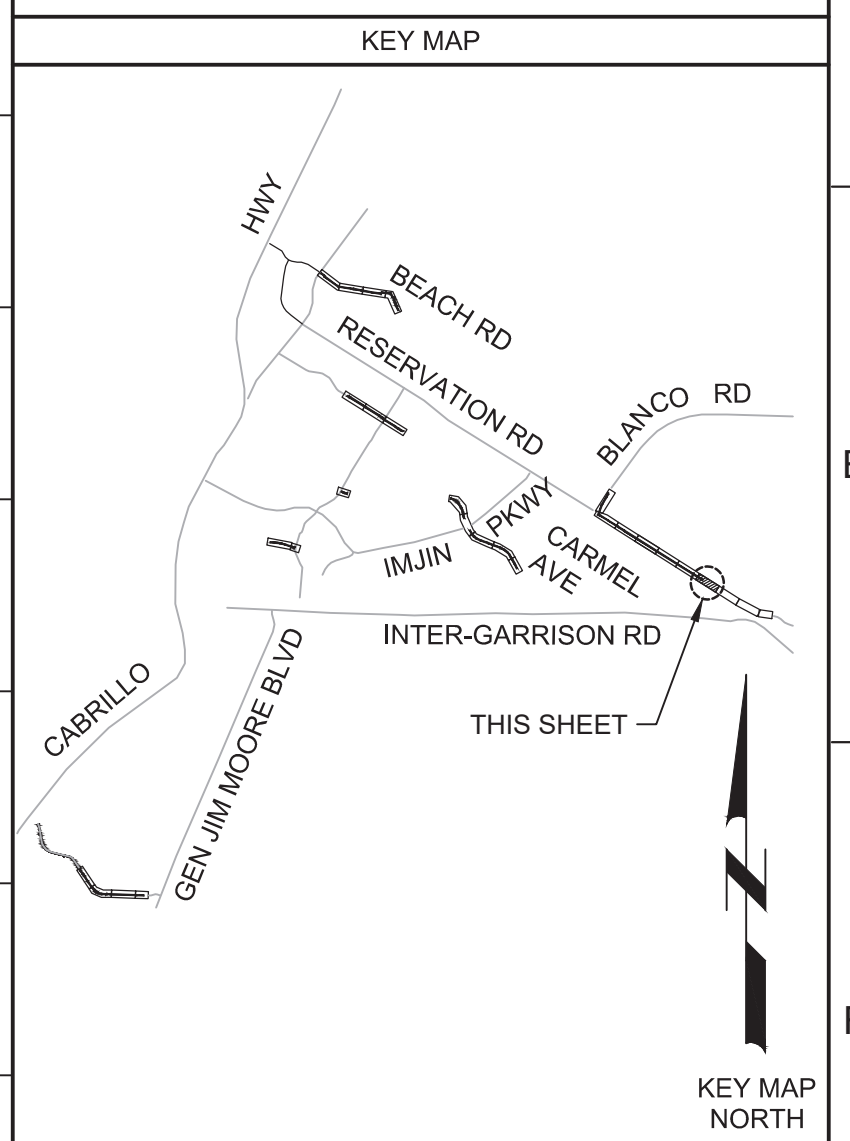 KEY MAP
HWY
BEACH RD
RESERVATION RD
BLANCO RD
IMJIN PKWY
CARMEL
AVE
INTER-GARRISON RD
CABRILLO
GEN JIM MOORE BLVD
THIS SHEET
N
KEY MAP
NORTH